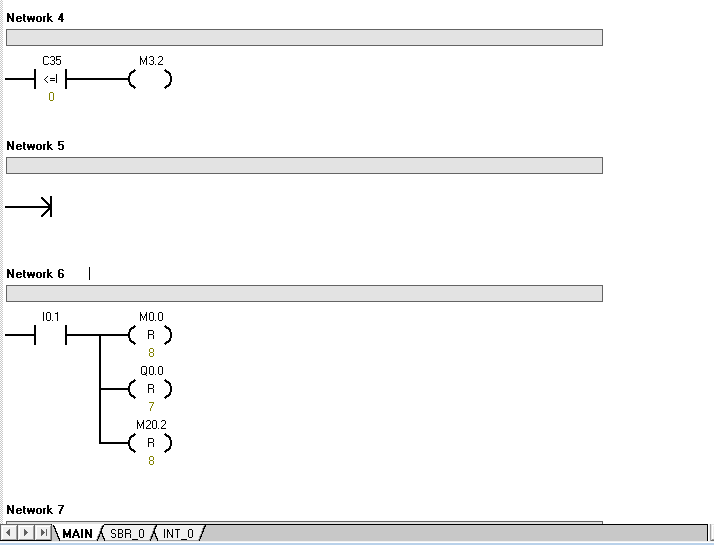 Network 4
C35 M3.2
<=I
0
Network 5
Network 6
I0.1 M0.0
R
8
Q0.0
R
7
M20.2
R
8
Network 7
MAIN SBR_0 INT_0